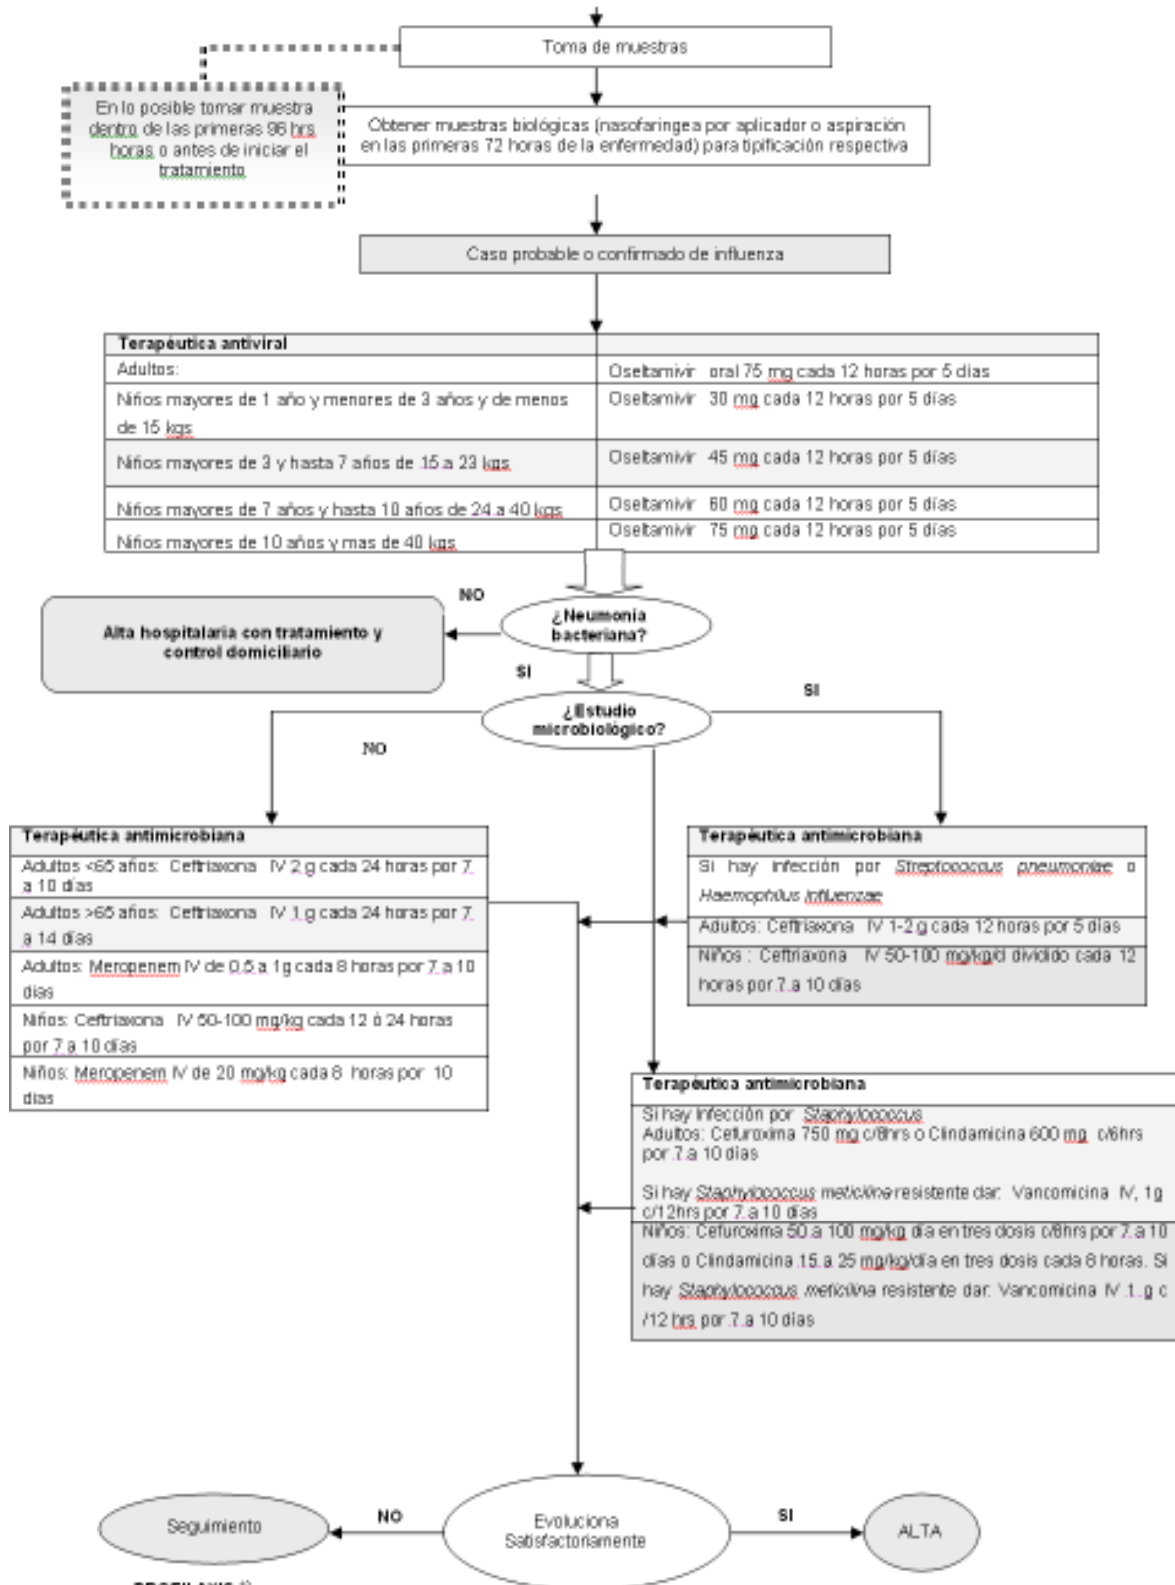 Toma de muestras
En lo posible tomar muestra
dentro de las primeras 96 hrs
horas o antes de iniciar el
tratamiento
Obtener muestras biológicas (nasofaringea por aplicador o aspiración
en las primeras 72 horas de la enfermedad) para tipificación respectiva
Caso probable o confirmado de influenza
Terapéutica antiviral
Adultos:
Oseltamivir oral 75 mg cada 12 horas por 5 días
Niños mayores de 1 año y menores de 3 años y de menos
de 15 kgs
Oseltamivir 30 mg cada 12 horas por 5 días
Niños mayores de 3 y hasta 7 años de 15 a 23 kgs
Oseltamivir 45 mg cada 12 horas por 5 días
Niños mayores de 7 años y hasta 10 años de 24 a 40 kgs
Oseltamivir 60 mg cada 12 horas por 5 días
Niños mayores de 10 años y mas de 40 kgs
Oseltamivir 75 mg cada 12 horas por 5 días
NO
¿Neumonía
bacteriana?
Alta hospitalaria con tratamiento y
control domiciliario
SI
SI
¿Estudio
microbiológico?
NO
Terapéutica antimicrobiana
Adultos <65 años: Ceftriaxona IV 2 g cada 24 horas por 7
a 10 días
Adultos >65 años: Ceftriaxona IV 1 g cada 24 horas por 7
a 14 días
Adultos: Meropenem IV de 0,5 a 1g cada 8 horas por 7 a 10
días
Niños: Ceftriaxona IV 50-100 mg/kg cada 12 ó 24 horas
por 7 a 10 días
Niños: Meropenem IV de 20 mg/kg cada 8 horas por 10
días
Terapéutica antimicrobiana
Si hay infección por Streptococcus pneumoniae o
Haemophilus influenzae
Adultos: Ceftriaxona IV 1-2 g cada 12 horas por 5 días
Niños : Ceftriaxona IV 50-100 mg/kg/d dividido cada 12
horas por 7 a 10 días
Terapéutica antimicrobiana
Si hay infección por Staphylococcus
Adultos: Cefuroxima 750 mg c/8hrs o Clindamicina 600 mg c/6hrs
por 7 a 10 días
Si hay Staphylococcus meticilina resistente dar: Vancomicina IV, 1g
c/12hrs por 7 a 10 días
Niños: Cefuroxima 50 a 100 mg/kg día en tres dosis c/8hrs por 7 a 10
días o Clindamicina 15 a 25 mg/kg/día en tres dosis cada 8 horas. Si
hay Staphylococcus meticilina resistente dar: Vancomicina IV 1 g c
/12 hrs por 7 a 10 días
Seguimiento
NO
Evoluciona
Satisfactoriamente
SI
ALTA